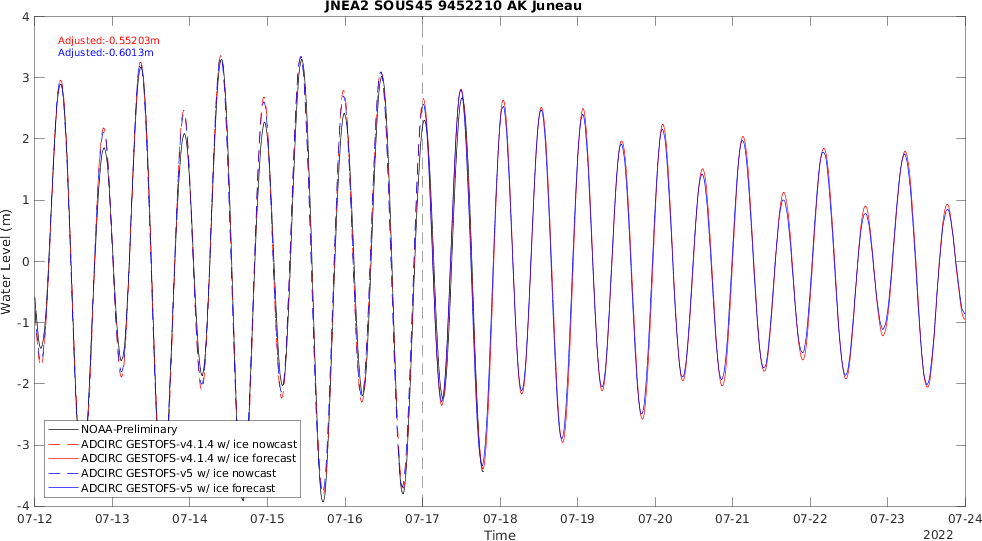 JNEA2 SOUS45 9452210 AK Juneau
Adjusted:-0.55203m
Adjusted:-0.6013m
Water Level (m)
4
3
2
1
0
-1
-2
-3
-4
NOAA-Preliminary
ADCIRC GESTOFS-v4.1.4 w/ ice nowcast
ADCIRC GESTOFS-v4.1.4 w/ ice forecast
ADCIRC GESTOFS-v5 w/ ice nowcast
ADCIRC GESTOFS-v5 w/ ice forecast
07-12 07-13 07-14 07-15 07-16 07-17 07-18 07-19 07-20 07-21 07-22 07-23 07-24
Time
2022